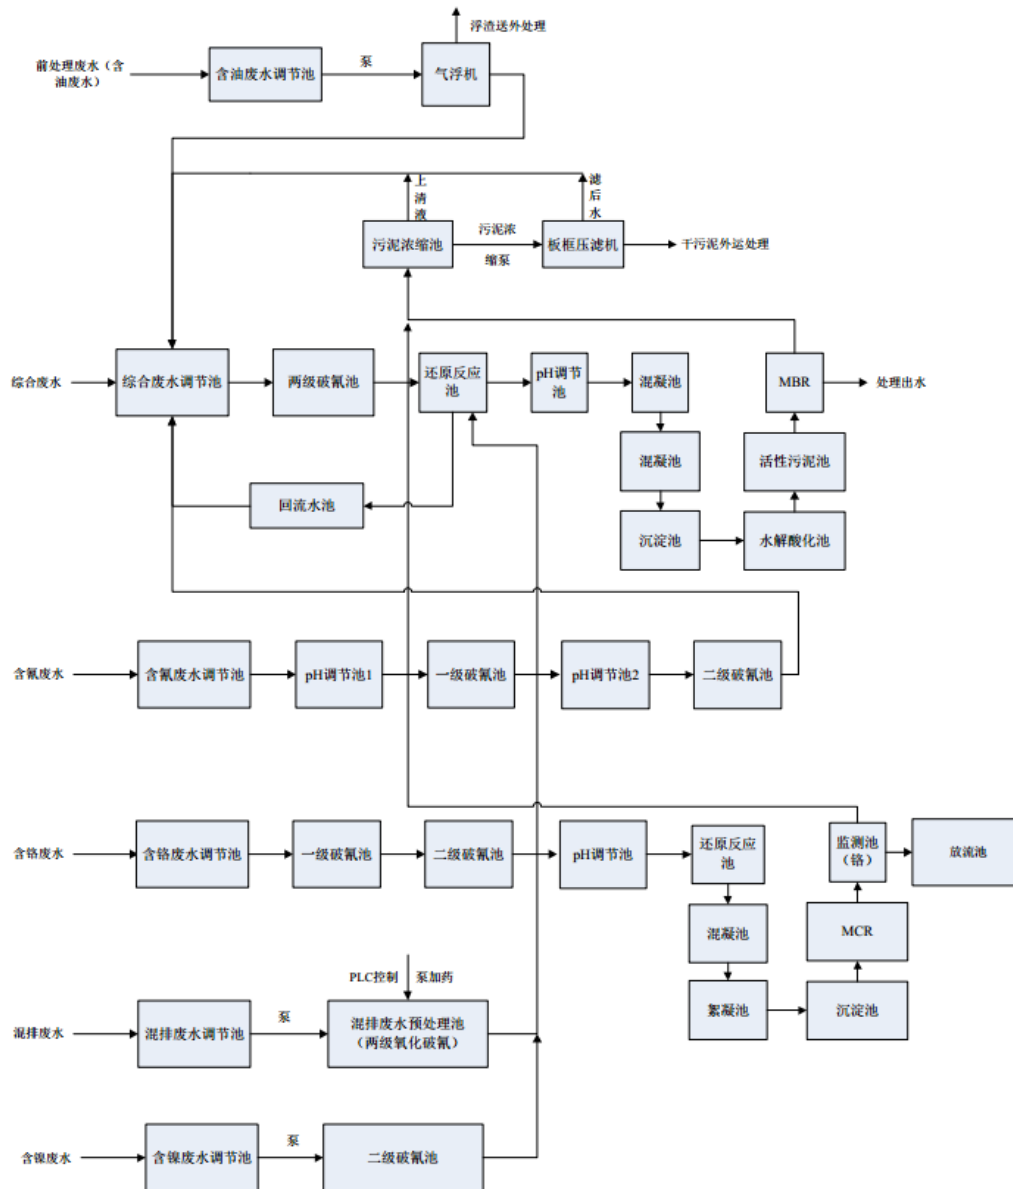 浮渣送外处理
前处理废水（含
油废水）
含油废水调节池
泵
气浮机
上
清
液
滤
后
水
污泥浓缩池
污泥浓
缩泵
板框压滤机
干污泥外运处理
综合废水
综合废水调节池
两级破氰池
还原反应
池
pH调节
池
混凝池
MBR
处理出水
混凝池
活性污泥池
回流水池
沉淀池
水解酸化池
含氰废水
含氰废水调节池
pH调节池1
一级破氰池
pH调节池2
二级破氰池
含铬废水
含铬废水调节池
一级破氰池
二级破氰池
pH调节池
还原反应
池
监测池
（铬）
放流池
混凝池
MCR
絮凝池
沉淀池
PLC控制
泵加药
混排废水
混排废水调节池
泵
混排废水预处理池
（两级氧化破氰）
含镍废水
含镍废水调节池
泵
二级破氰池